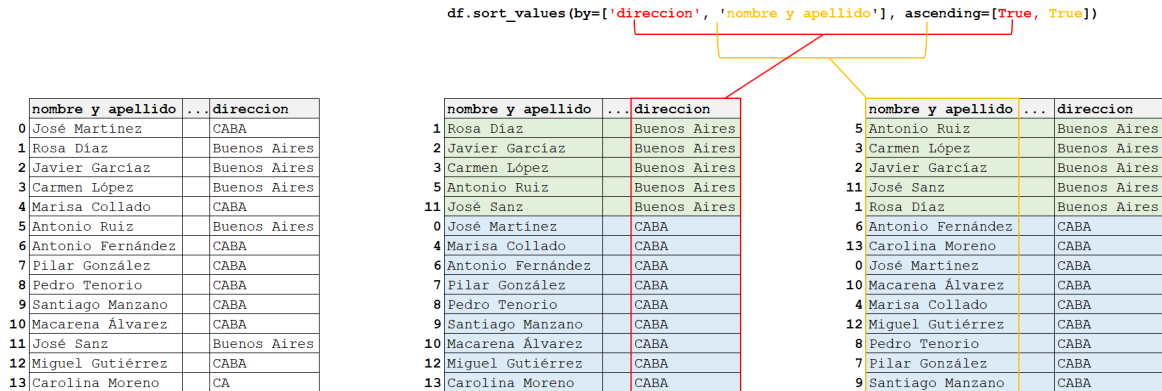 df.sort_values(by=['direccion', 'nombre y apellido'], ascending=[True, True])
nombre y apellido ... direccion
0 José Martínez CABA
1 Rosa Díaz Buenos Aires
2 Javier Garcíaz Buenos Aires
3 Carmen López Buenos Aires
4 Marisa Collado CABA
5 Antonio Ruiz Buenos Aires
6 Antonio Fernández CABA
7 Pilar González CABA
8 Pedro Tenorio CABA
9 Santiago Manzano CABA
10 Macarena Álvarez CABA
11 José Sanz Buenos Aires
12 Miguel Gutiérrez CABA
13 Carolina Moreno CA
nombre y apellido ... direccion
1 Rosa Díaz Buenos Aires
2 Javier Garcíaz Buenos Aires
3 Carmen López Buenos Aires
5 Antonio Ruiz Buenos Aires
11 José Sanz Buenos Aires
0 José Martínez CABA
4 Marisa Collado CABA
6 Antonio Fernández CABA
7 Pilar González CABA
8 Pedro Tenorio CABA
9 Santiago Manzano CABA
10 Macarena Álvarez CABA
12 Miguel Gutiérrez CABA
13 Carolina Moreno CABA
nombre y apellido ... direccion
5 Antonio Ruiz Buenos Aires
3 Carmen López Buenos Aires
2 Javier Garcíaz Buenos Aires
11 José Sanz Buenos Aires
1 Rosa Díaz Buenos Aires
6 Antonio Fernández CABA
13 Carolina Moreno CABA
0 José Martínez CABA
10 Macarena Álvarez CABA
4 Marisa Collado CABA
12 Miguel Gutiérrez CABA
8 Pedro Tenorio CABA
7 Pilar González CABA
9 Santiago Manzano CABA